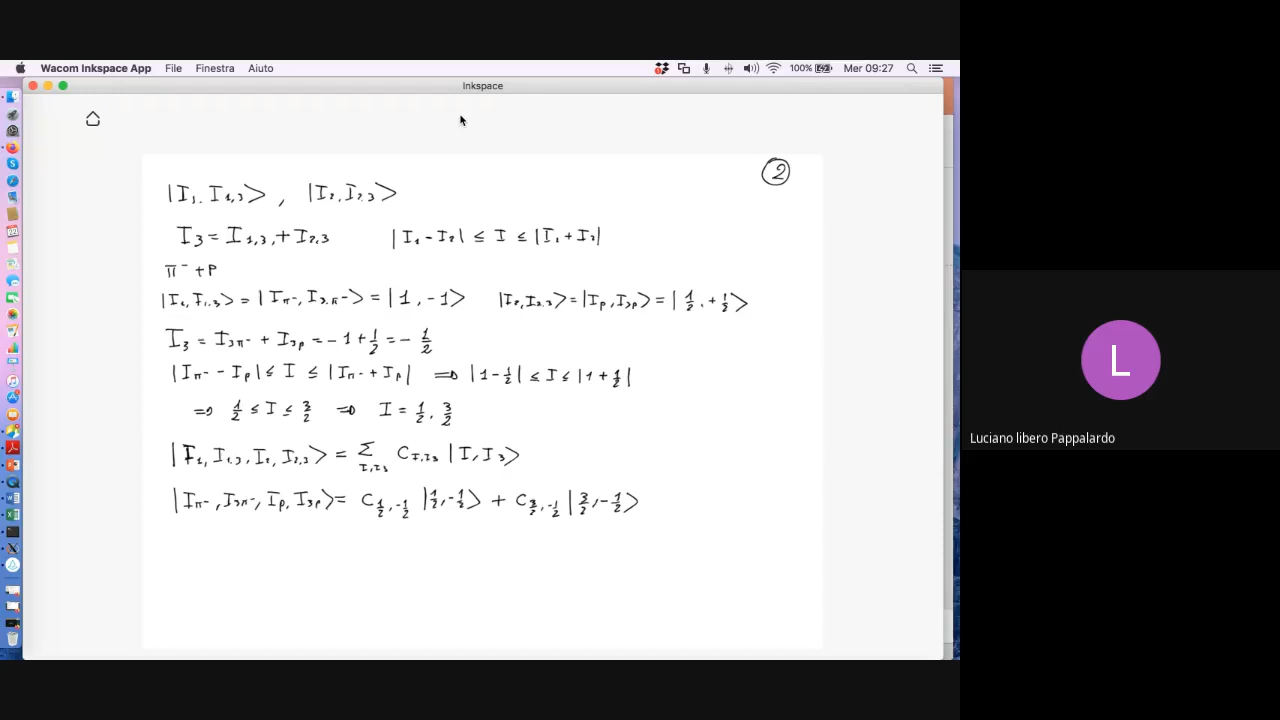 Wacom Inkspace App File Finestra Aiuto 100% Mer 09:27
Inkspace
2
|I₁, I₁,₃⟩ , |I₂, I₂,₃⟩
I₃ = I₁,₃ + I₂,₃ |I₁ - I₂| ≤ I ≤ |I₁ + I₂|
π⁻ + P
|I₁, I₁,₃⟩ = |Iπ-, I₃π-⟩ = |1, -1⟩ |I₂, I₂,₃⟩ = |Ip, I₃p⟩ = |1/2, +1/2⟩
I₃ = I₃π- + I₃p = -1 + 1/2 = - 1/2
|Iπ- - Ip| ≤ I ≤ |Iπ- + Ip| ⇒ |1 - 1/2| ≤ I ≤ |1 + 1/2|
⇒ 1/2 ≤ I ≤ 3/2 ⇒ I = 1/2, 3/2
|I₁, I₁,₃, I₂, I₂,₃⟩ = Σ I,I₃ C I,I₃ |I, I₃⟩
|Iπ-, I₃π-, Ip, I₃p⟩ = C 1/2,-1/2 |1/2, -1/2⟩ + C 3/2,-1/2 |3/2, -1/2⟩
L
Luciano libero Pappalardo